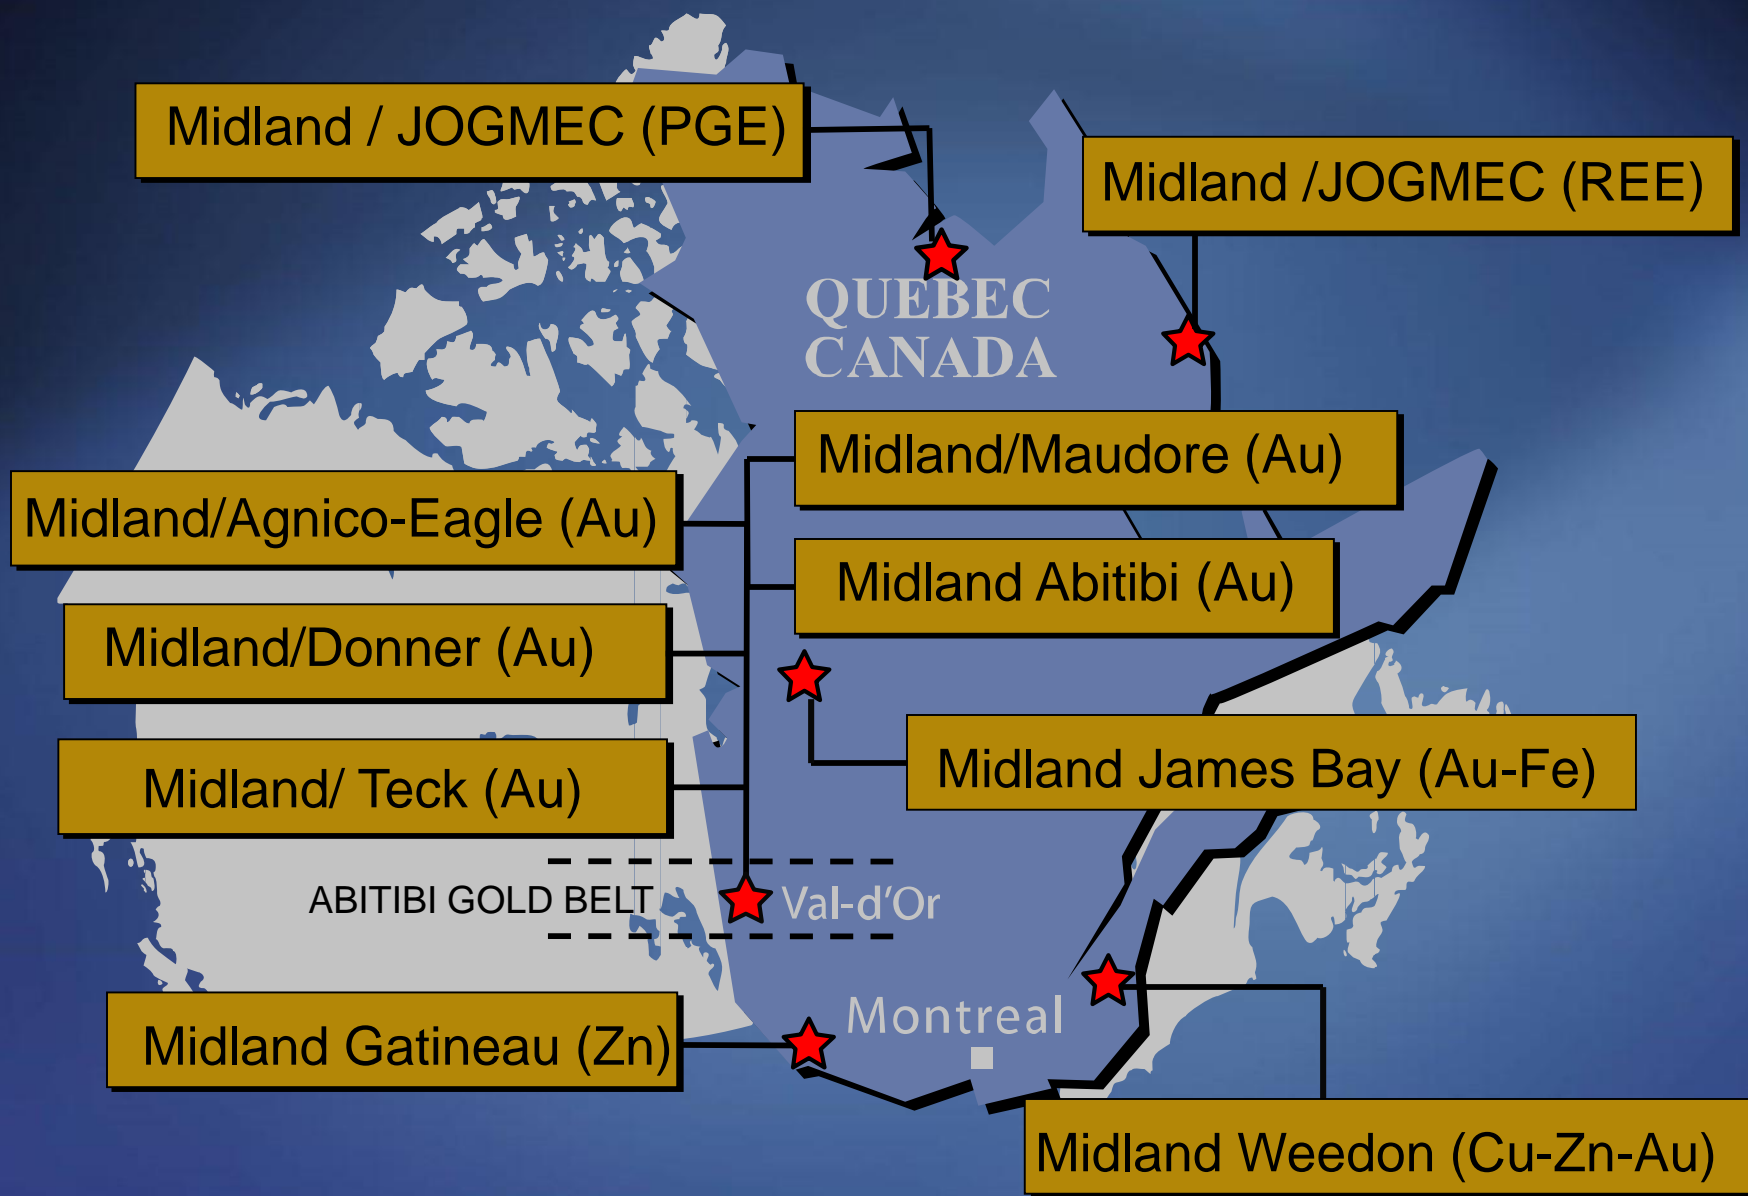 Midland / JOGMEC (PGE)
Midland /JOGMEC (REE)
QUEBEC
CANADA
Midland/Maudore (Au)
Midland/Agnico-Eagle (Au)
Midland Abitibi (Au)
Midland/Donner (Au)
Midland James Bay (Au-Fe)
Midland/ Teck (Au)
ABITIBI GOLD BELT
Val-d'Or
Montreal
Midland Gatineau (Zn)
Midland Weedon (Cu-Zn-Au)